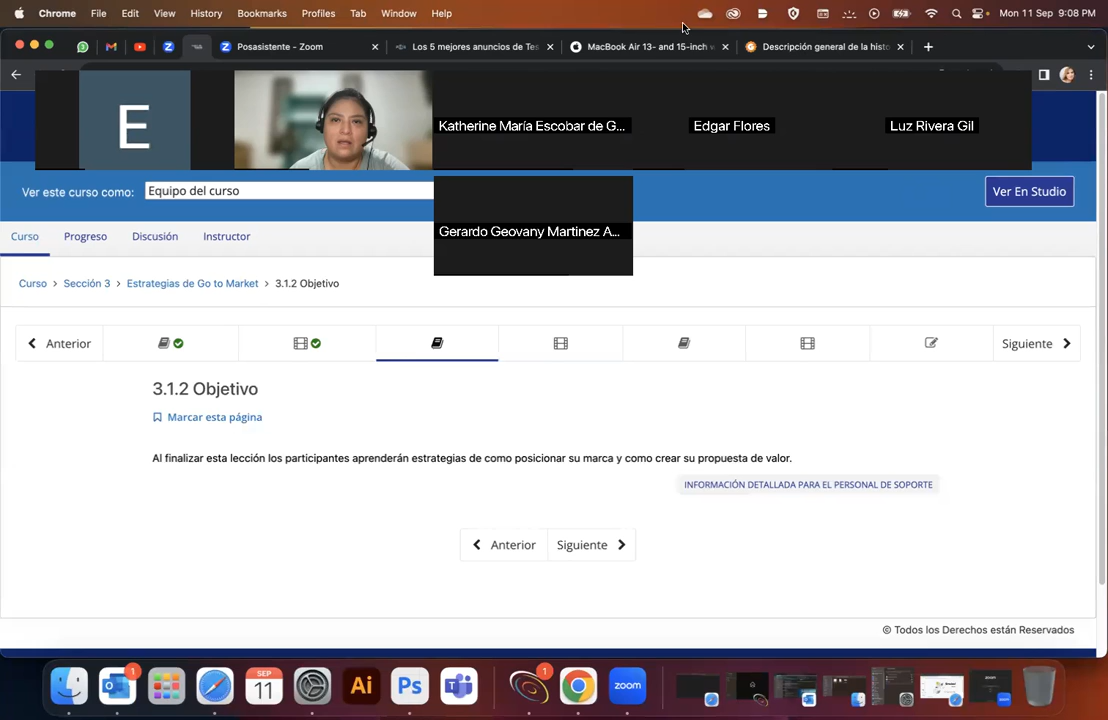 Chrome File Edit View History Bookmarks Profiles Tab Window Help Mon 11 Sep 9:08 PM
Posasistente - Zoom Los 5 mejores anuncios de Tes MacBook Air 13- and 15-inch w Descripción general de la histo
E
Katherine María Escobar de G... Edgar Flores Luz Rivera Gil
Ver este curso como: Equipo del curso Ver En Studio
Gerardo Geovany Martinez A...
Curso Progreso Discusión Instructor
Curso > Sección 3 > Estrategias de Go to Market > 3.1.2 Objetivo
Anterior Siguiente
3.1.2 Objetivo
Marcar esta página
Al finalizar esta lección los participantes aprenderán estrategias de como posicionar su marca y como crear su propuesta de valor.
INFORMACIÓN DETALLADA PARA EL PERSONAL DE SOPORTE
Anterior Siguiente
© Todos los Derechos están Reservados
1 SEP 11 Ai Ps 1 zoom